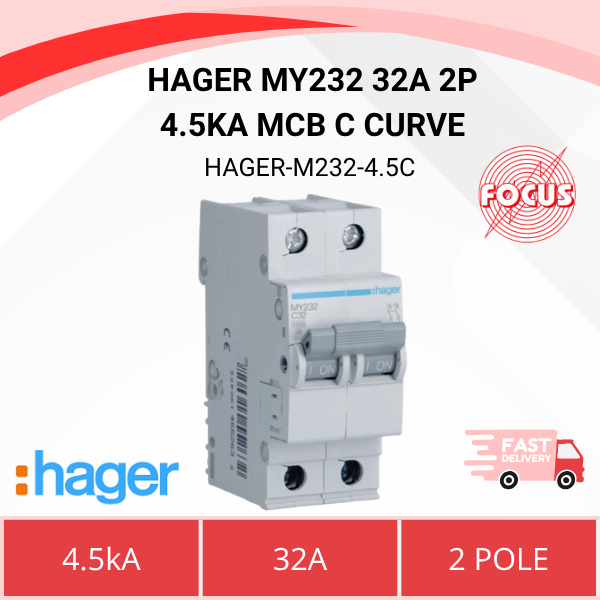 HAGER MY232 32A 2P
4.5KA MCB C CURVE
HAGER-M232-4.5C
FOCUS
:hager
MY232
C32
I ON
I ON
CE
:hager
FAST
DELIVERY
4.5kA
32A
2 POLE